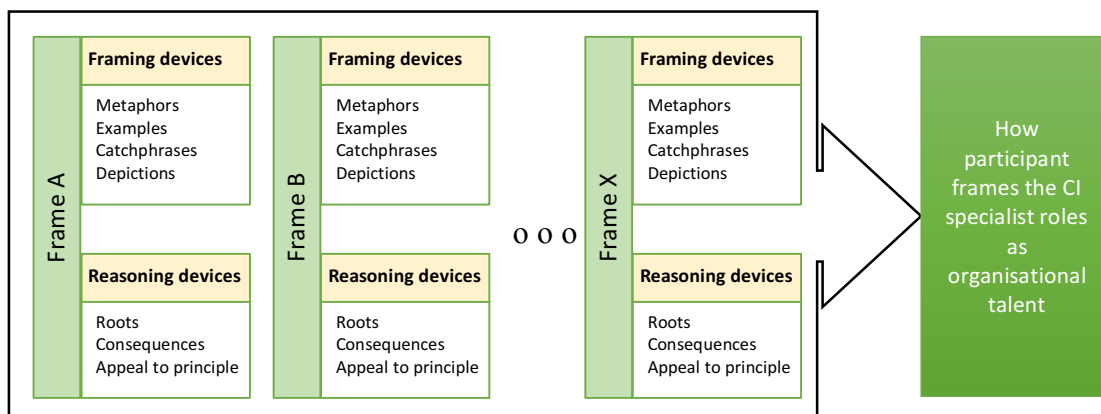 Frame A
Framing devices
Metaphors
Examples
Catchphrases
Depictions
Reasoning devices
Roots
Consequences
Appeal to principle
Frame B
Framing devices
Metaphors
Examples
Catchphrases
Depictions
Reasoning devices
Roots
Consequences
Appeal to principle
o o o
Frame X
Framing devices
Metaphors
Examples
Catchphrases
Depictions
Reasoning devices
Roots
Consequences
Appeal to principle
How
participant
frames the CI
specialist roles
as
organisational
talent